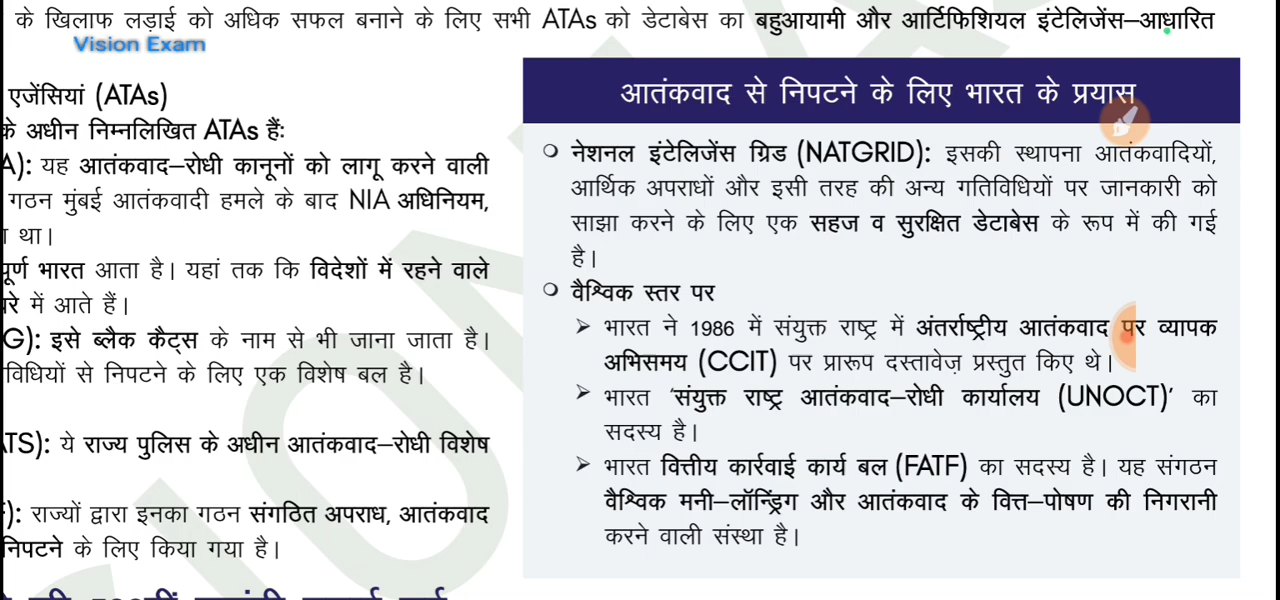 के खिलाफ लड़ाई को अधिक सफल बनाने के लिए सभी ATAs को डेटाबेस का बहुआयामी और आर्टिफिशियल इंटेलिजेंस–आधारित
Vision Exam
एजेंसियां (ATAs)
के अधीन निम्नलिखित ATAs हैं:
A): यह आतंकवाद–रोधी कानूनों को लागू करने वाली
गठन मुंबई आतंकवादी हमले के बाद NIA अधिनियम,
था।
पूर्ण भारत आता है। यहां तक कि विदेशों में रहने वाले
में आते हैं।
G): इसे ब्लैक कैट्स के नाम से भी जाना जाता है।
विधियों से निपटने के लिए एक विशेष बल है।
ATS): ये राज्य पुलिस के अधीन आतंकवाद–रोधी विशेष
): राज्यों द्वारा इनका गठन संगठित अपराध, आतंकवाद
निपटने के लिए किया गया है।
आतंकवाद से निपटने के लिए भारत के प्रयास
नेशनल इंटेलिजेंस ग्रिड (NATGRID): इसकी स्थापना आतंकवादियों,
आर्थिक अपराधों और इसी तरह की अन्य गतिविधियों पर जानकारी को
साझा करने के लिए एक सहज व सुरक्षित डेटाबेस के रूप में की गई
है।
वैश्विक स्तर पर
भारत ने 1986 में संयुक्त राष्ट्र में अंतर्राष्ट्रीय आतंकवाद पर व्यापक
अभिसमय (CCIT) पर प्रारूप दस्तावेज़ प्रस्तुत किए थे।
भारत ‘संयुक्त राष्ट्र आतंकवाद–रोधी कार्यालय (UNOCT)’ का
सदस्य है।
भारत वित्तीय कार्रवाई कार्य बल (FATF) का सदस्य है। यह संगठन
वैश्विक मनी–लॉन्ड्रिंग और आतंकवाद के वित्त–पोषण की निगरानी
करने वाली संस्था है।